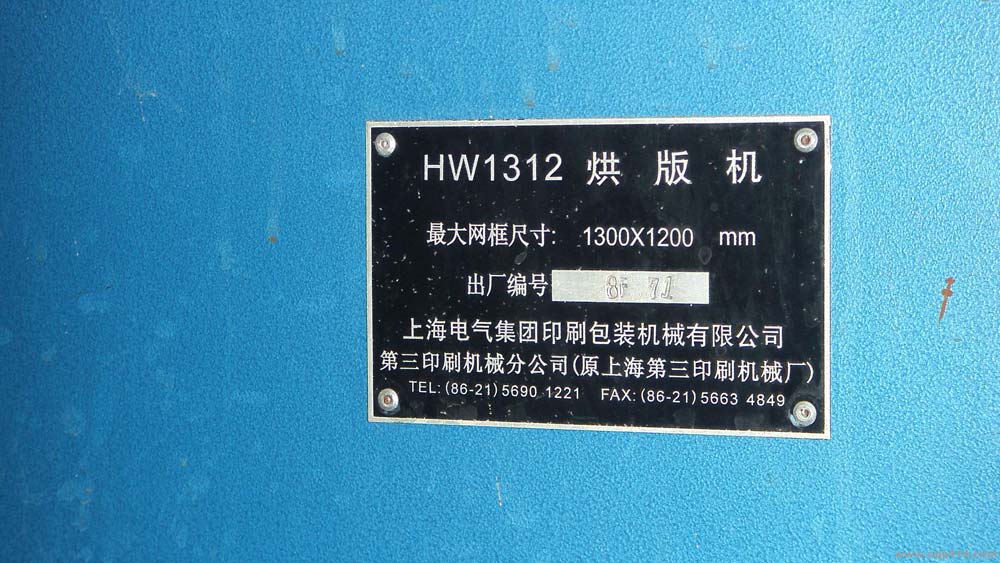 HW1312 烘版机
最大网框尺寸: 1300X1200 mm
出厂编号 8F 71
上海电气集团印刷包装机械有限公司
第三印刷机械分公司(原上海第三印刷机械厂)
TEL: (86-21) 5690 1221 FAX: (86-21) 5663 4849